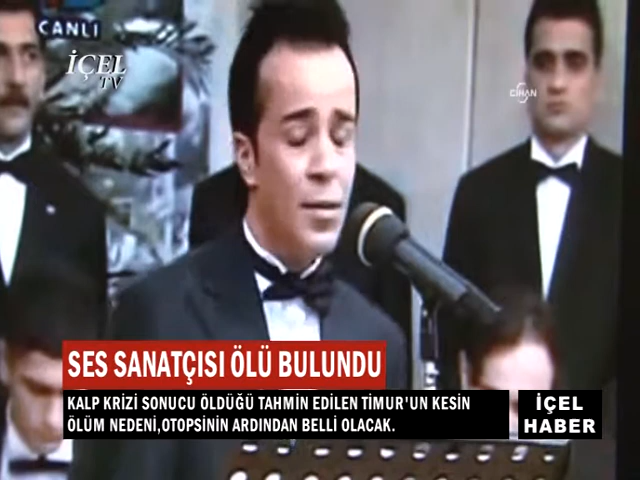 CANLI
İÇEL
TV
CİHAN
SES SANATÇISI ÖLÜ BULUNDU
KALP KRİZİ SONUCU ÖLDÜĞÜ TAHMİN EDİLEN TİMUR'UN KESİN
ÖLÜM NEDENİ,OTOPSİNİN ARDINDAN BELLİ OLACAK.
İÇEL
HABER